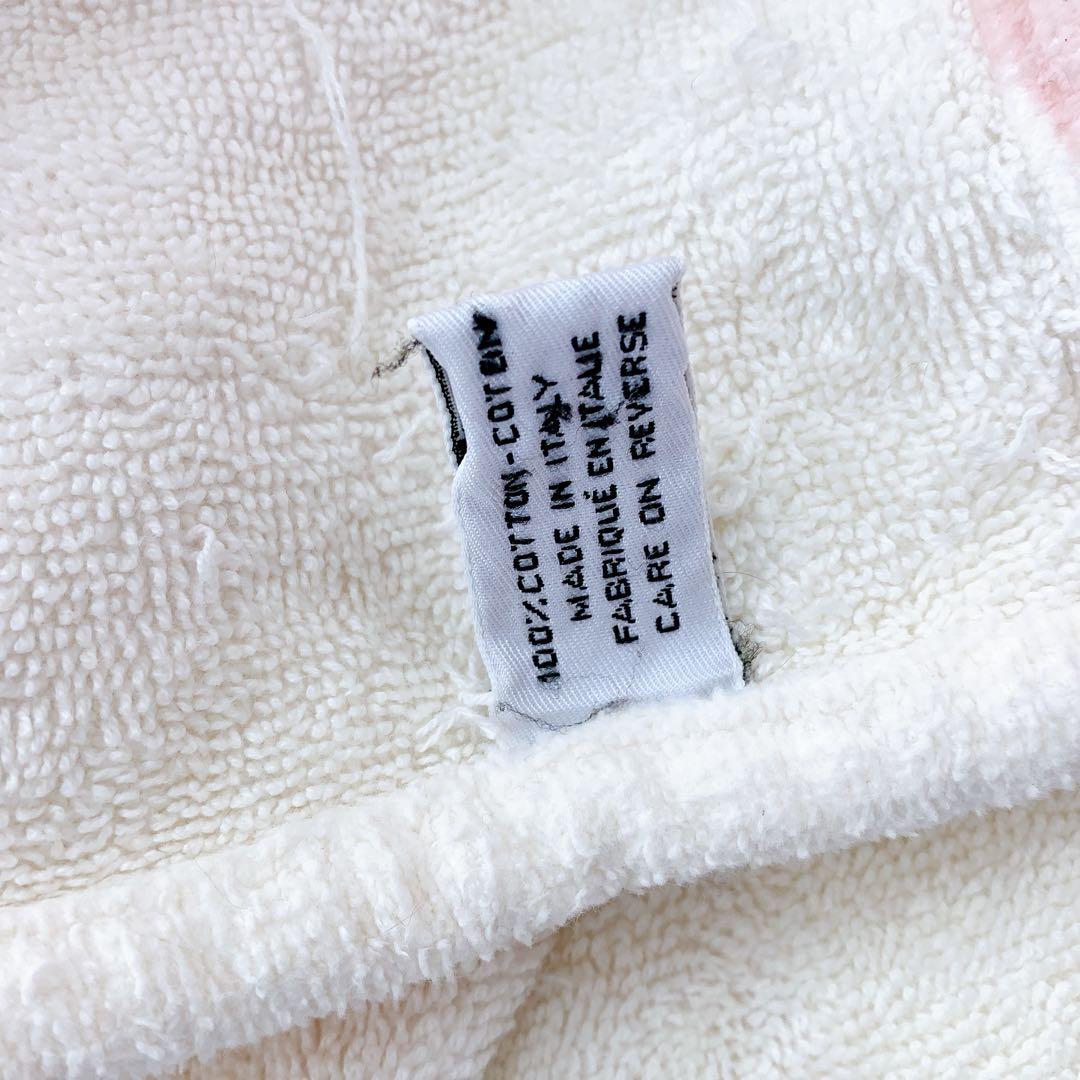 100% COTTON - COTON
MADE IN ITALY
FABRIQUÉ EN ITALIE
CARE ON REVERSE